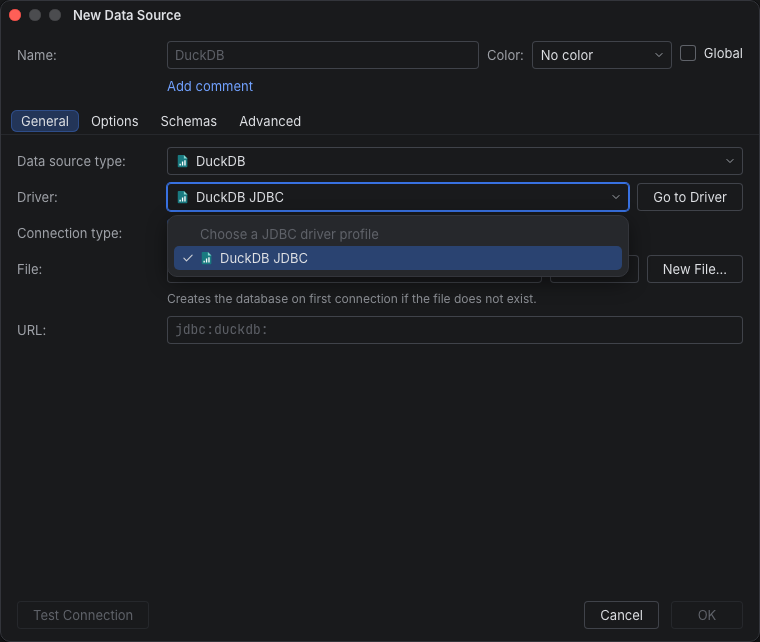 New Data Source
Name: DuckDB Color: No color Global
Add comment
General Options Schemas Advanced
Data source type: DuckDB
Driver: DuckDB JDBC Go to Driver
Connection type:
Choose a JDBC driver profile
DuckDB JDBC
File: New File...
Creates the database on first connection if the file does not exist.
URL: jdbc:duckdb:
Test Connection Cancel OK